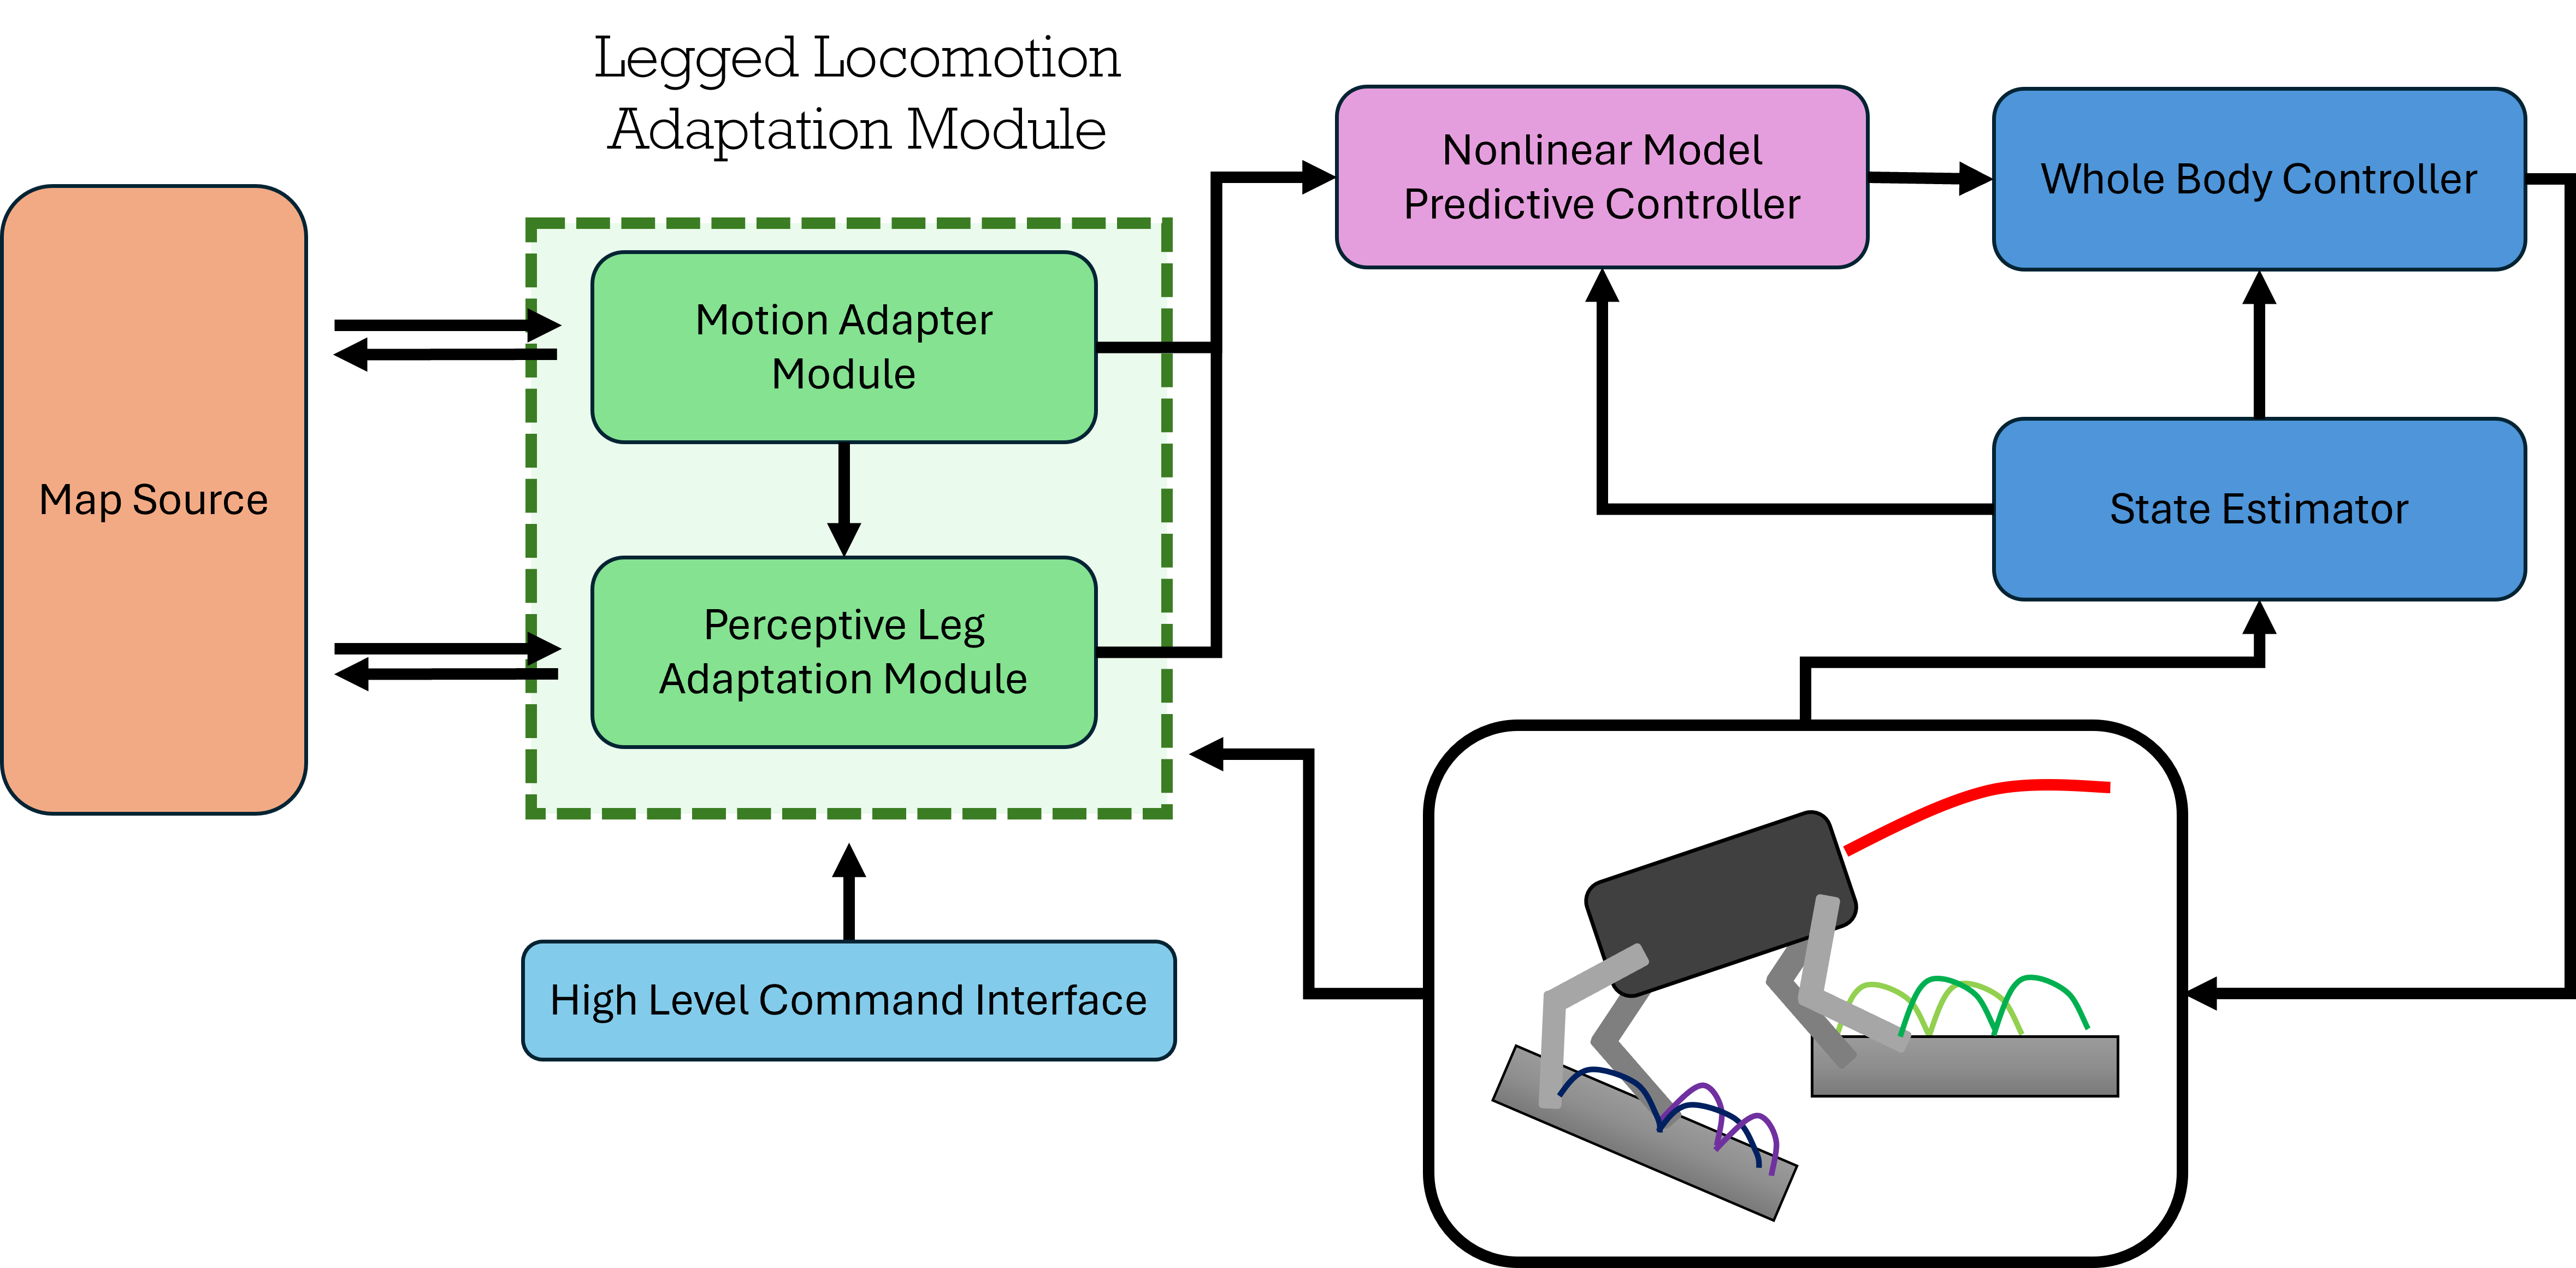 Legged Locomotion
Adaptation Module
Map Source
Motion Adapter
Module
Perceptive Leg
Adaptation Module
High Level Command Interface
Nonlinear Model
Predictive Controller
Whole Body Controller
State Estimator